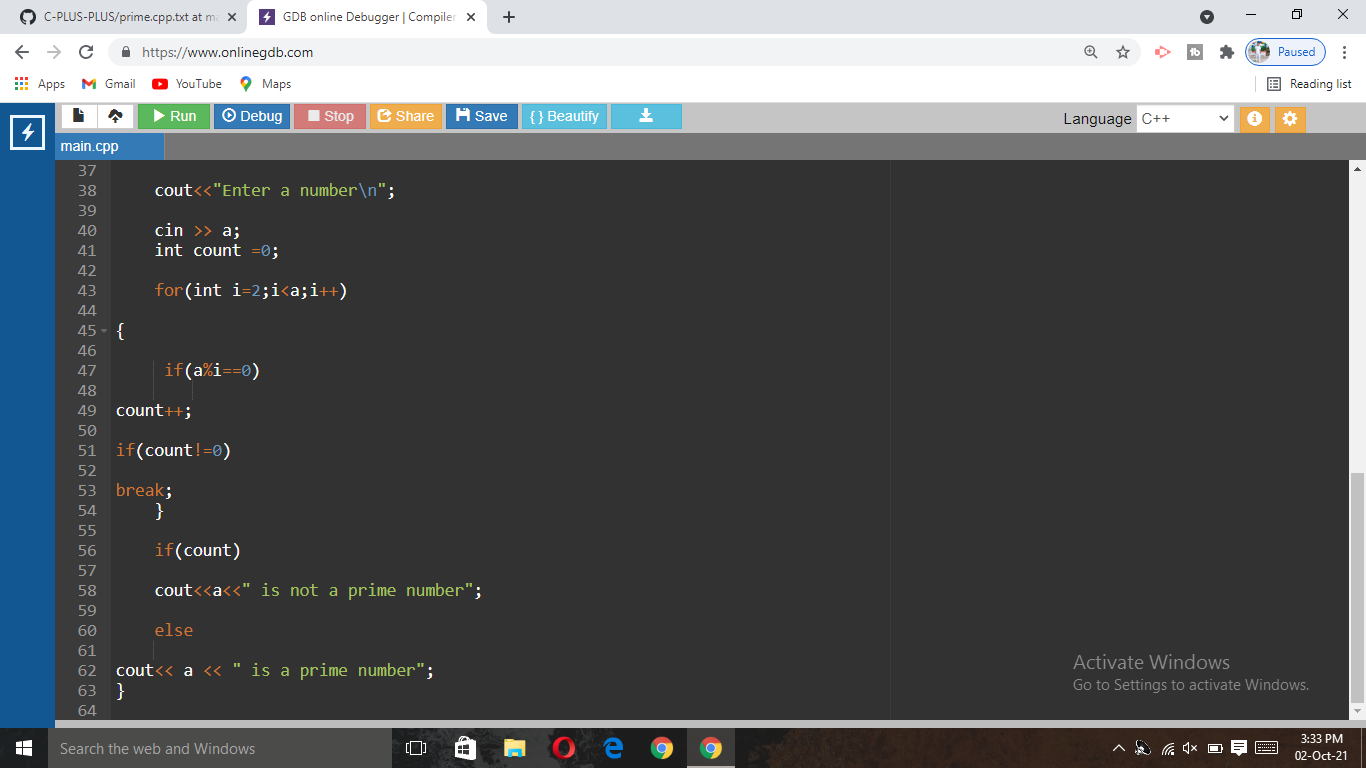 C-PLUS-PLUS/prime.cpp.txt at ma
GDB online Debugger | Compiler
https://www.onlinegdb.com
Paused
Apps
Gmail
YouTube
Maps
Reading list
Run
Debug
Stop
Share
Save
{ } Beautify
Language
C++
main.cpp
37
38 cout<<"Enter a number\n";
39
40 cin >> a;
41 int count =0;
42
43 for(int i=2;i<a;i++)
44
45 {
46
47 if(a%i==0)
48
49 count++;
50
51 if(count!=0)
52
53 break;
54 }
55
56 if(count)
57
58 cout<<a<<" is not a prime number";
59
60 else
61
62 cout<< a << " is a prime number";
63 }
64
Activate Windows
Go to Settings to activate Windows.
Search the web and Windows
3:33 PM
02-Oct-21